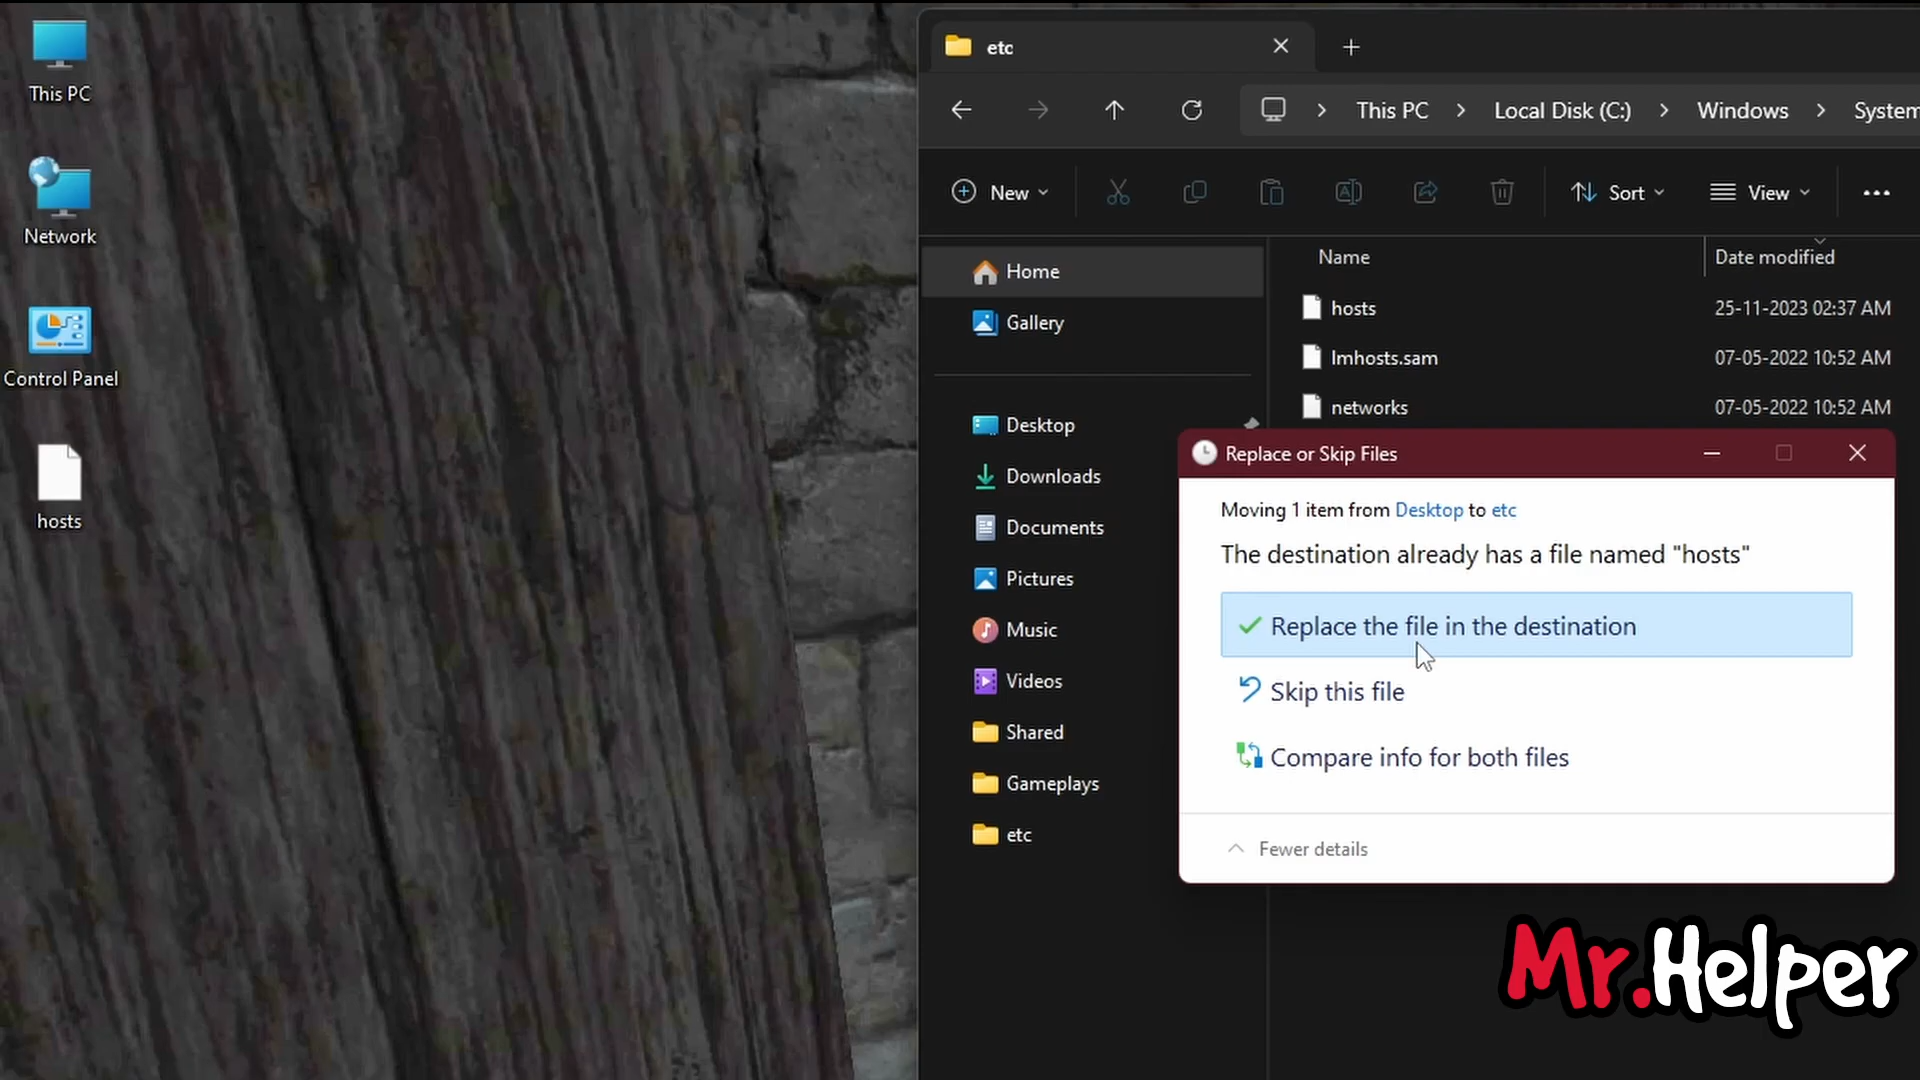 This PC
Network
Control Panel
hosts
etc
This PC
Local Disk (C:)
Windows
System
New
Sort
View
Home
Gallery
Desktop
Downloads
Documents
Pictures
Music
Videos
Shared
Gameplays
etc
Name
Date modified
hosts
25-11-2023 02:37 AM
lmhosts.sam
07-05-2022 10:52 AM
networks
07-05-2022 10:52 AM
Replace or Skip Files
Moving 1 item from Desktop to etc
The destination already has a file named "hosts"
Replace the file in the destination
Skip this file
Compare info for both files
Fewer details
Mr.Helper